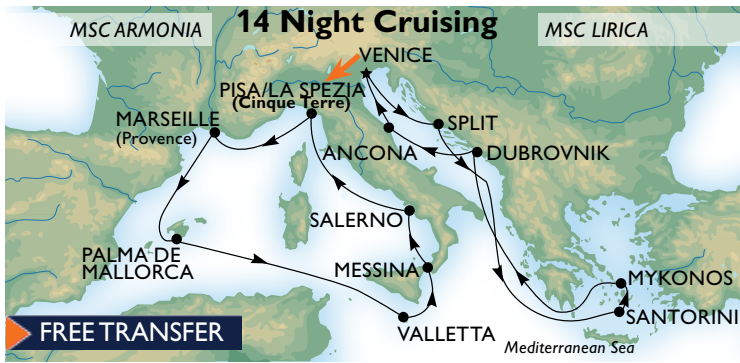 14 Night Cruising
MSC ARMONIA
MSC LIRICA
VENICE
PISA/LA SPEZIA
(Cinque Terre)
MARSEILLE
(Provence)
SPLIT
ANCONA
DUBROVNIK
SALERNO
PALMA DE
MALLORCA
MESSINA
MYKONOS
SANTORINI
VALLETTA
FREE TRANSFER
Mediterranean Sea